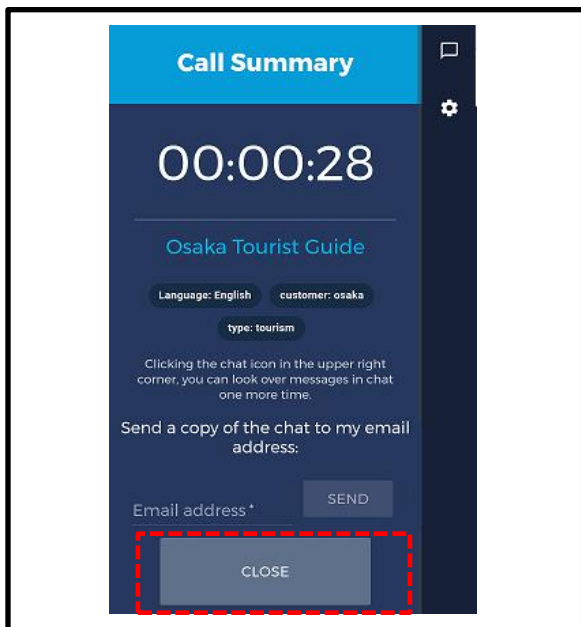 Call Summary
00:00:28
Osaka Tourist Guide
Language: English customer: osaka
type: tourism
Clicking the chat icon in the upper right
corner, you can look over messages in chat
one more time.
Send a copy of the chat to my email
address:
Email address *
SEND
CLOSE